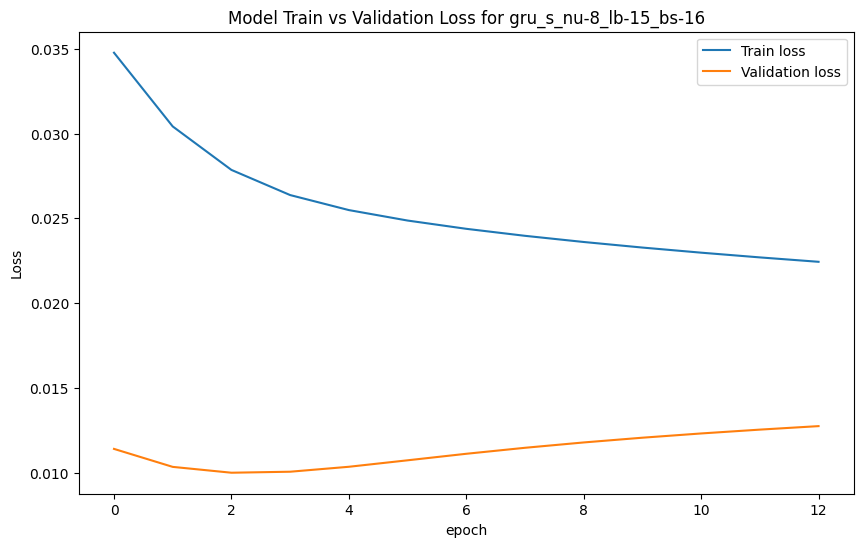 Model Train vs Validation Loss for gru_s_nu-8_lb-15_bs-16
Train loss
Validation loss
0.035
0.030
0.025
0.020
0.015
0.010
Loss
0 2 4 6 8 10 12
epoch